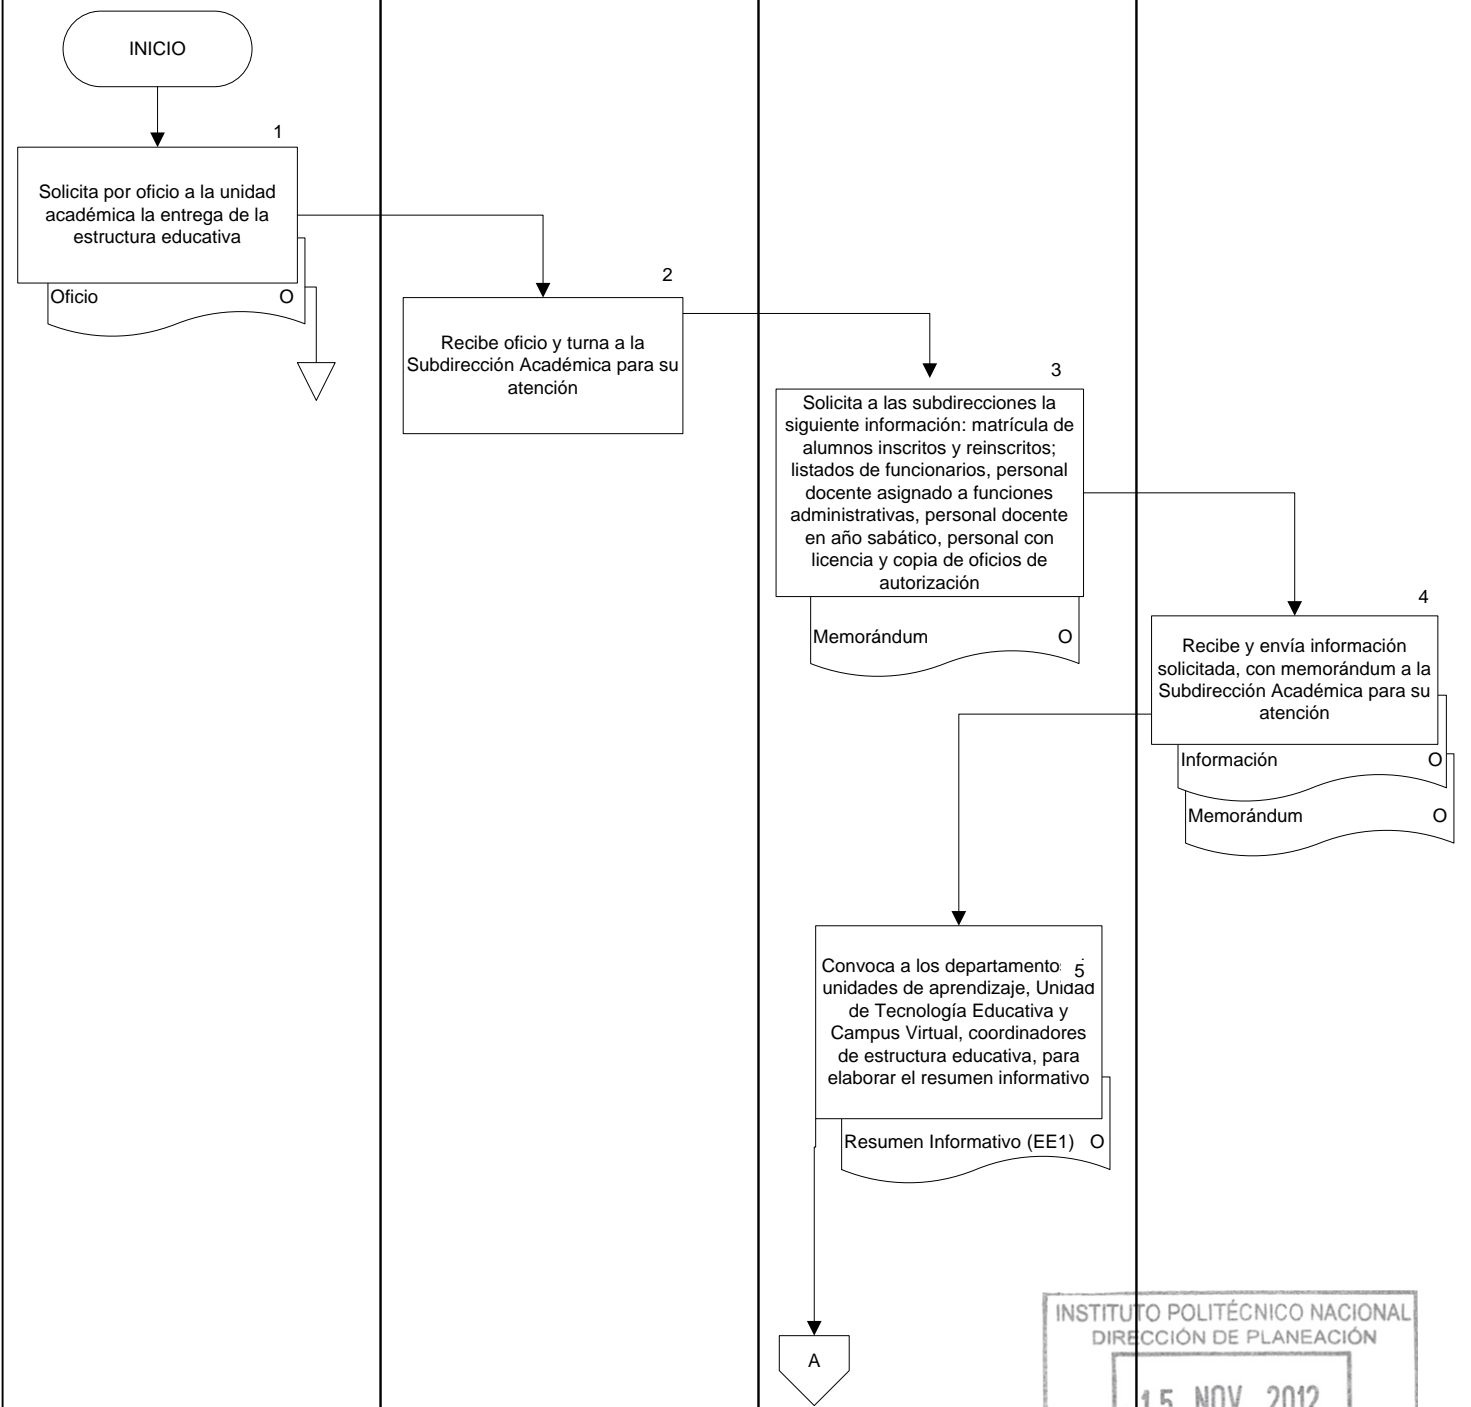 INICIO
1
Solicita por oficio a la unidad
académica la entrega de la
estructura educativa
Oficio O
2
Recibe oficio y turna a la
Subdirección Académica para su
atención
3
Solicita a las subdirecciones la
siguiente información: matrícula de
alumnos inscritos y reinscritos;
listados de funcionarios, personal
docente asignado a funciones
administrativas, personal docente
en año sabático, personal con
licencia y copia de oficios de
autorización
Memorándum O
4
Recibe y envía información
solicitada, con memorándum a la
Subdirección Académica para su
atención
Información O
Memorándum O
5
Convoca a los departamento
unidades de aprendizaje, Unidad
de Tecnología Educativa y
Campus Virtual, coordinadores
de estructura educativa, para
elaborar el resumen informativo
Resumen Informativo (EE1) O
A
INSTITUTO POLITÉCNICO NACIONAL
DIRECCIÓN DE PLANEACIÓN
15 NOV 2012